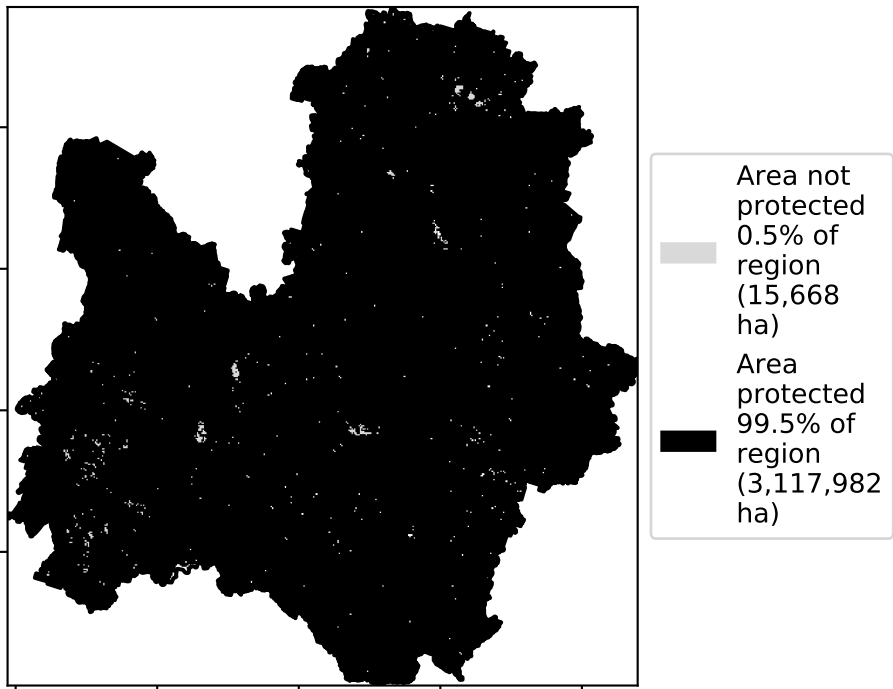 Area not
protected
0.5% of
region
(15,668
ha)
Area
protected
99.5% of
region
(3,117,982
ha)